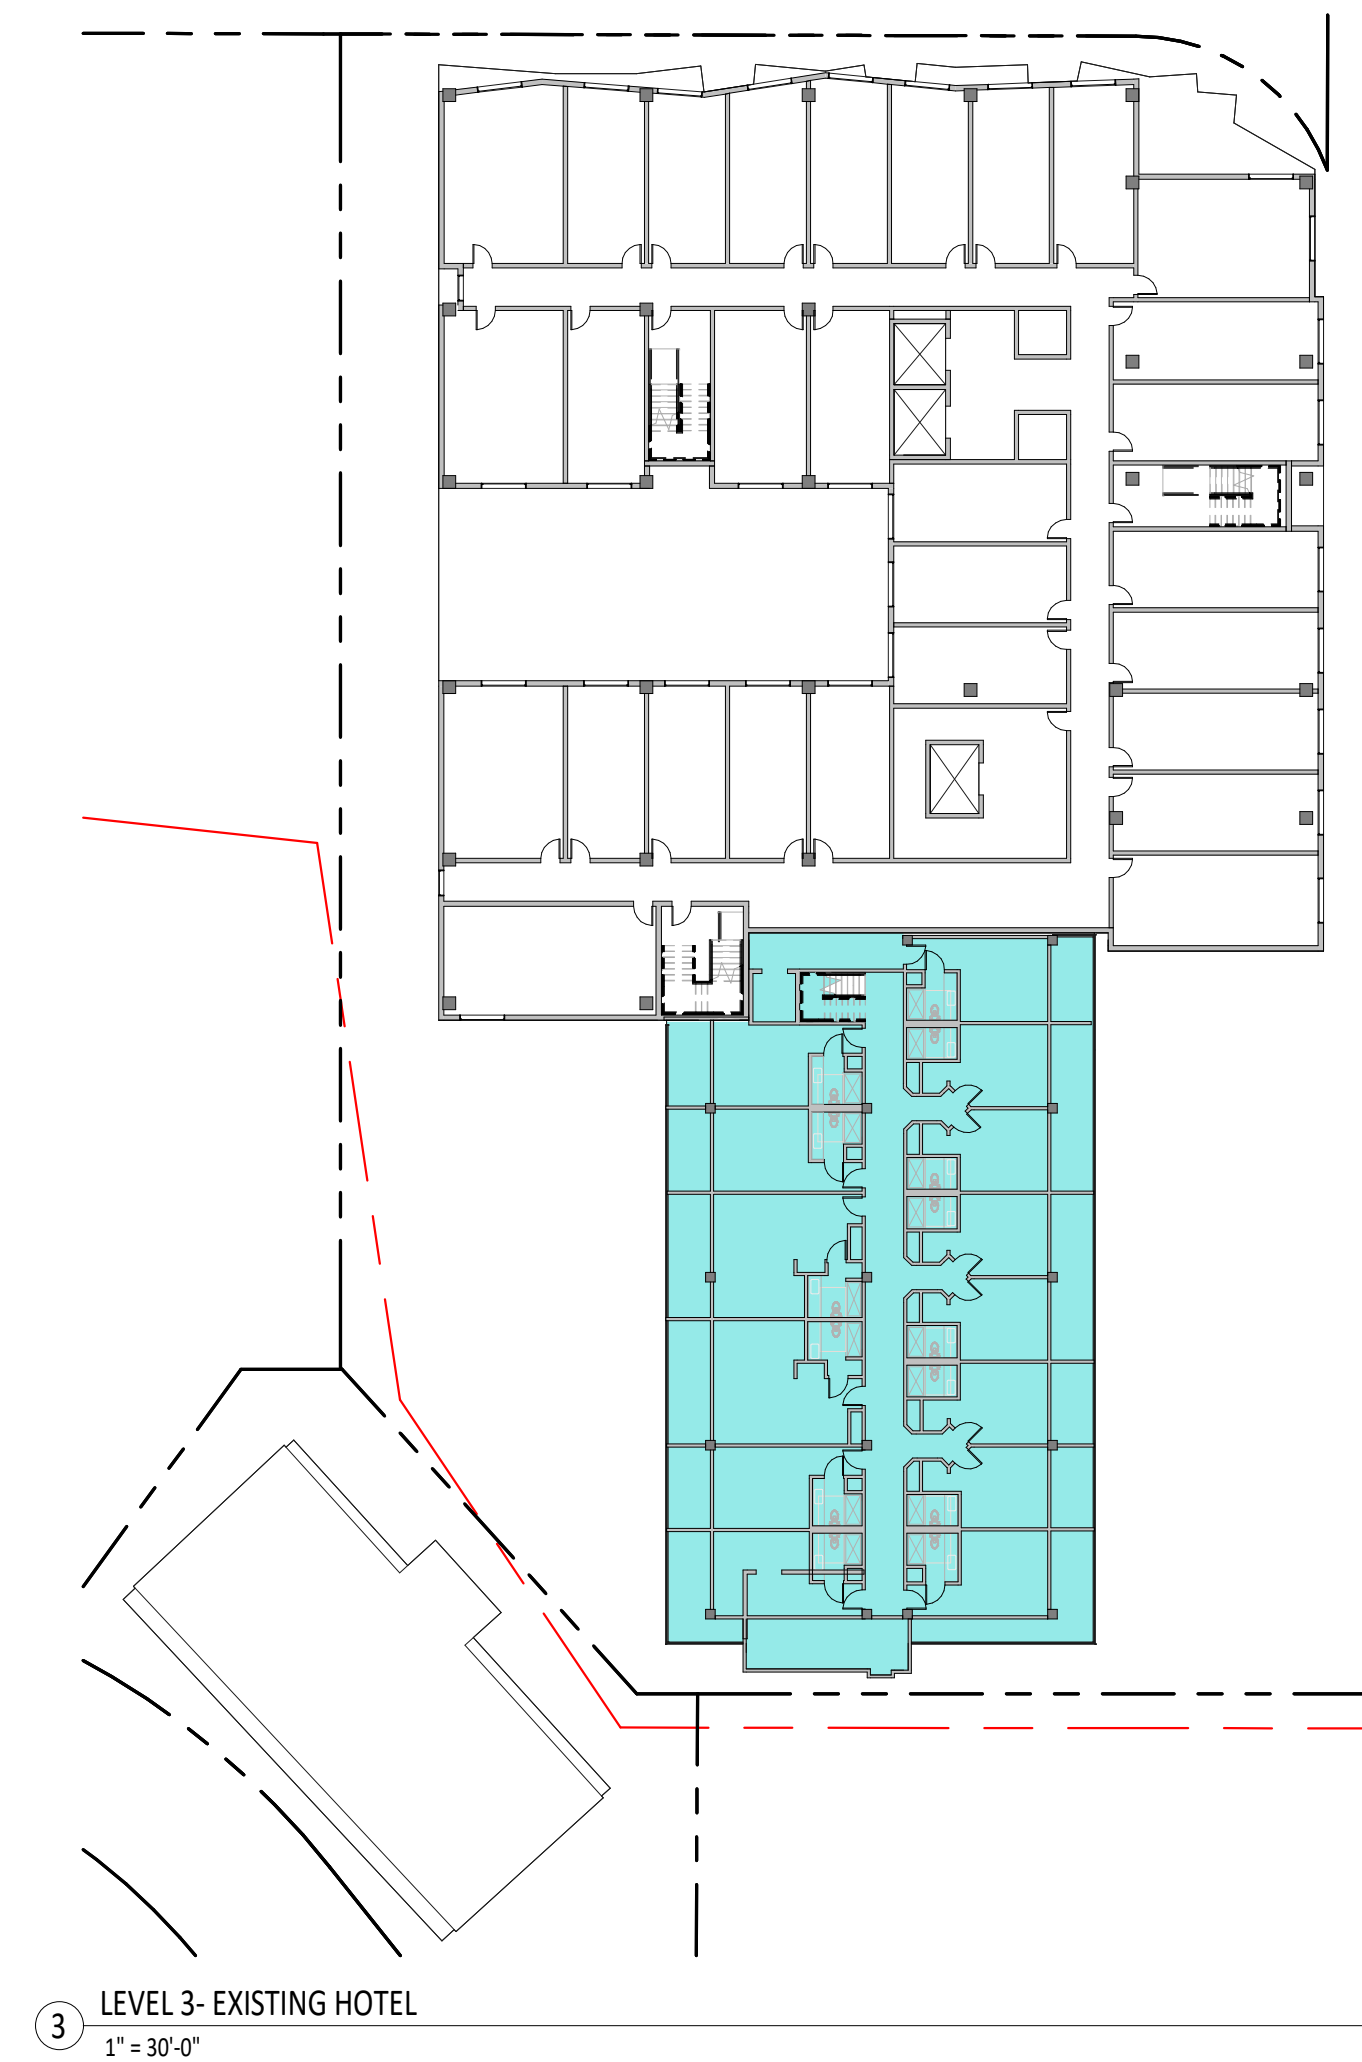 3
LEVEL 3- EXISTING HOTEL
1" = 30'-0"